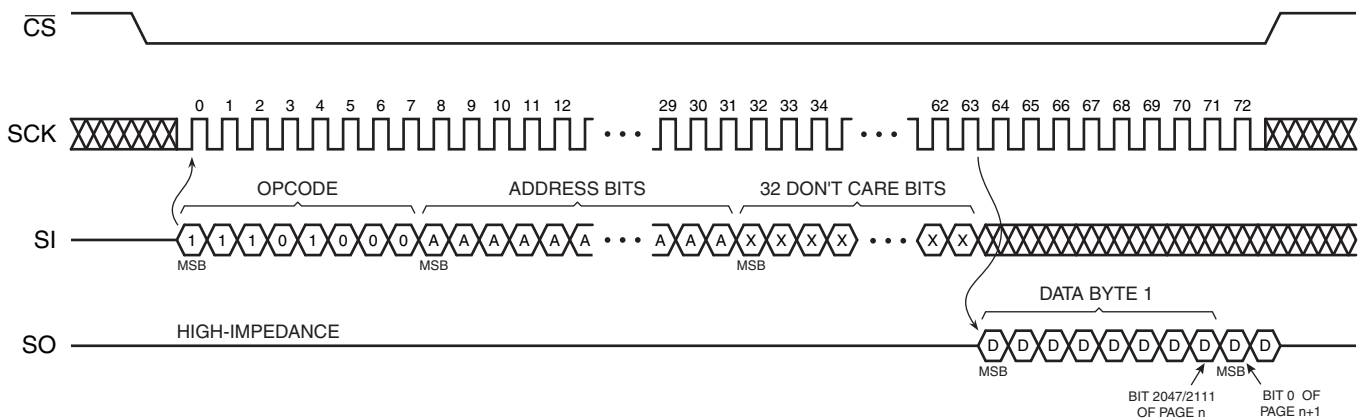 CS
0 1 2 3 4 5 6 7 8 9 10 11 12 29 30 31 32 33 34 62 63 64 65 66 67 68 69 70 71 72
SCK
OPCODE ADDRESS BITS 32 DON'T CARE BITS
SI 1 1 1 0 1 0 0 0 A A A A A A A A A X X X X X X
MSB MSB MSB
DATA BYTE 1
HIGH-IMPEDANCE
SO D D D D D D D D D D
MSB MSB
BIT 2047/2111
OF PAGE n
BIT 0 OF
PAGE n+1